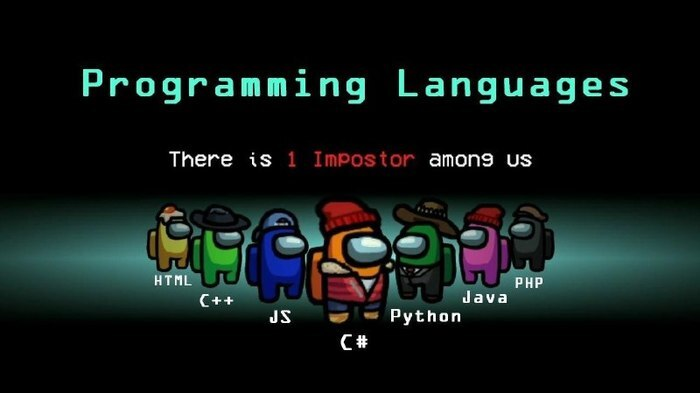 Programming Languages
There is 1 Impostor among us
HTML
C++
JS
C#
Python
Java
PHP